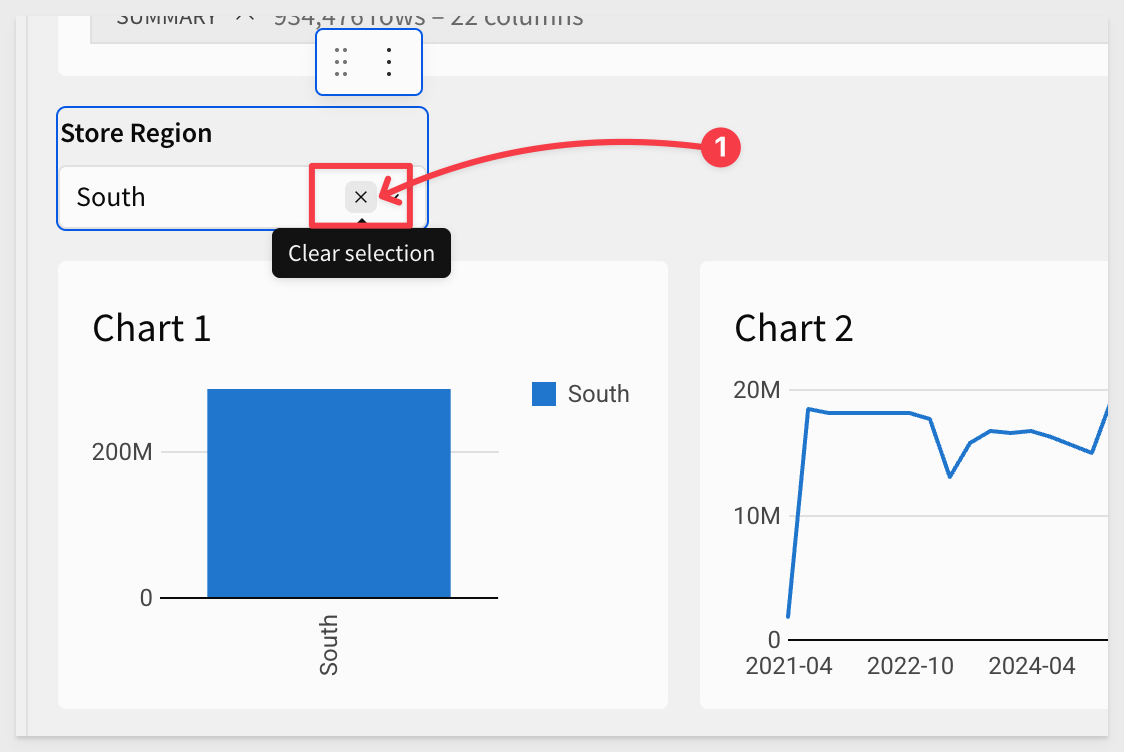 SUMMARY 934,476 rows – 22 columns
Store Region
1
South
Clear selection
Chart 1
South
200M
0
South
Chart 2
20M
10M
0
2021-04 2022-10 2024-04